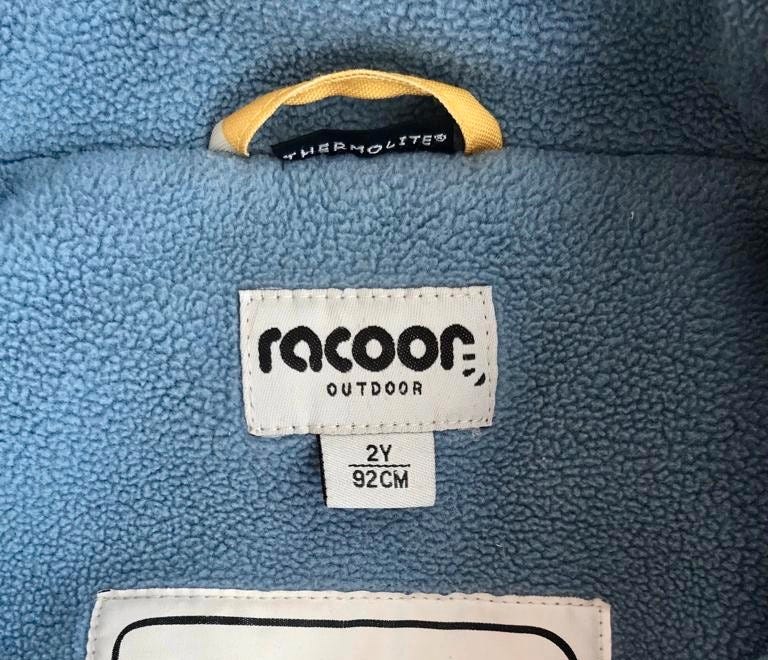 THERMOLITE®
racoon
OUTDOOR
2Y
92CM